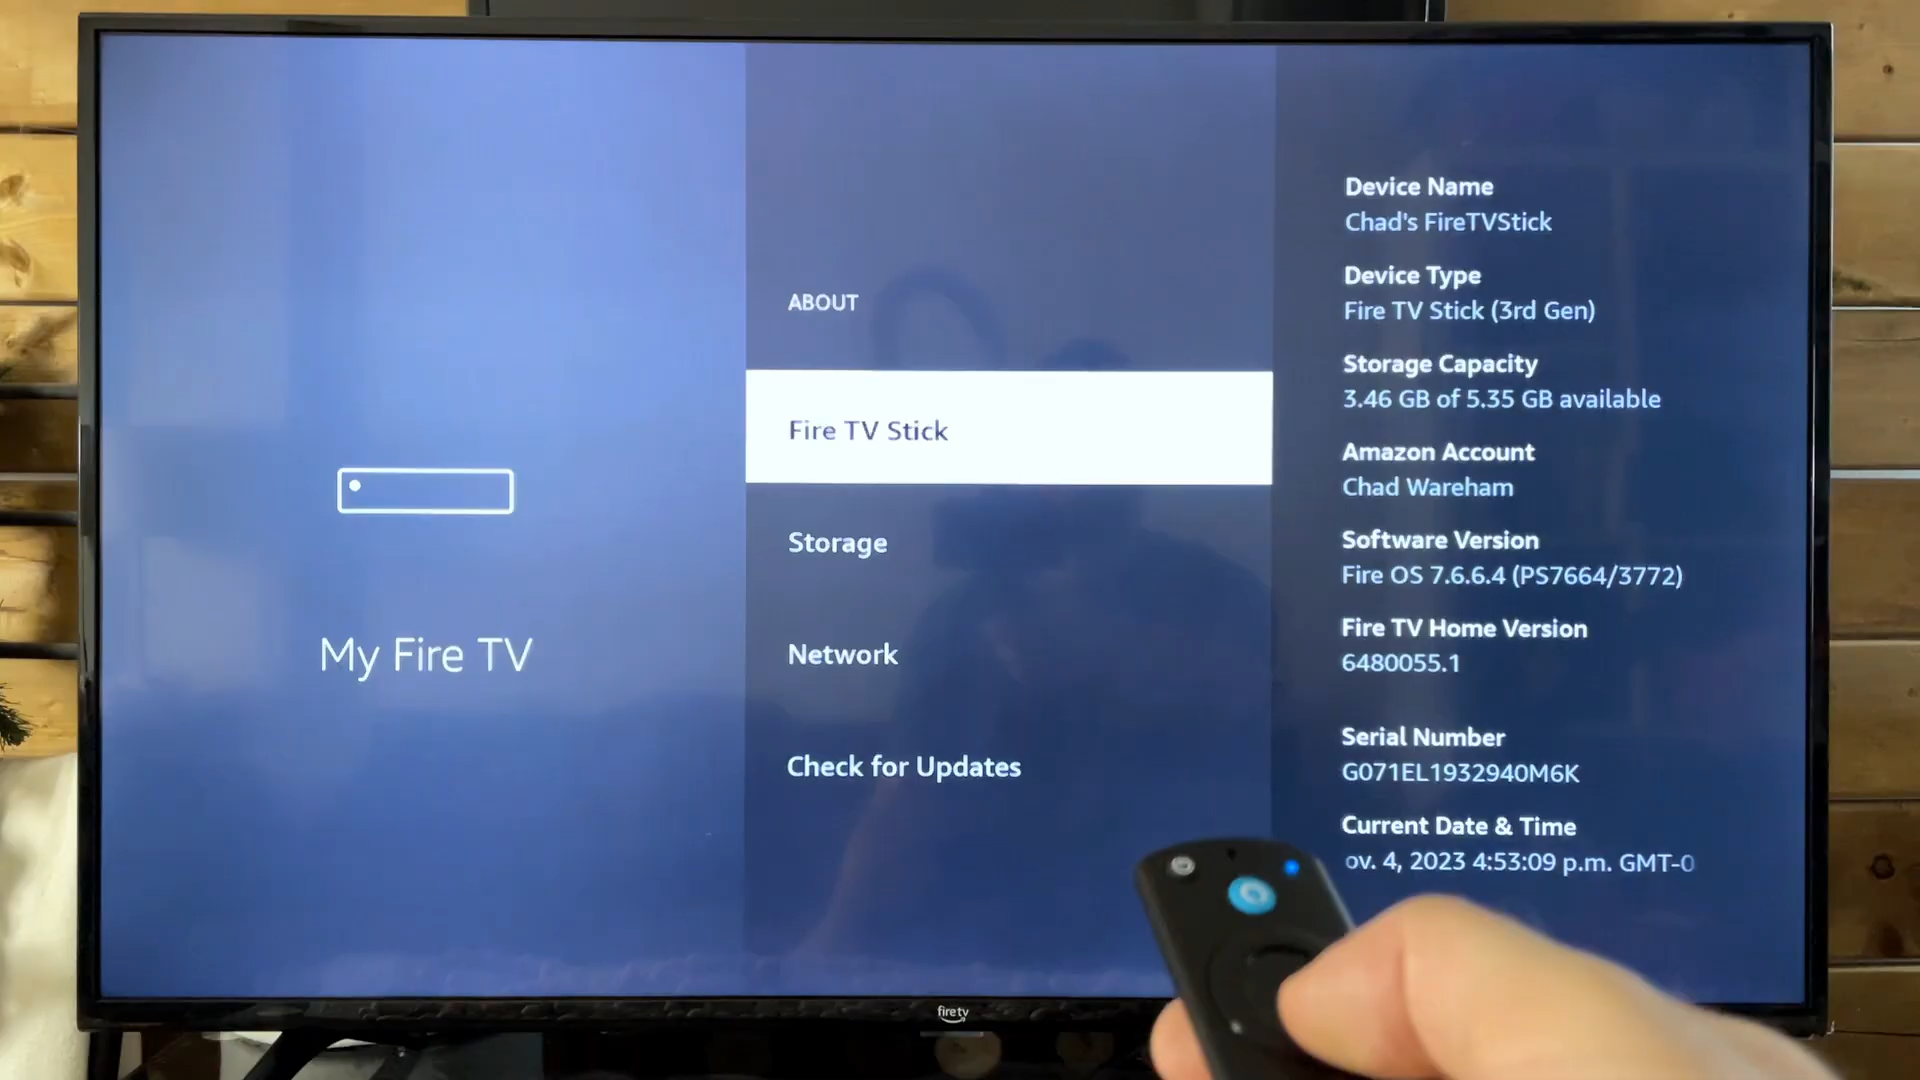 My Fire TV
ABOUT
Fire TV Stick
Storage
Network
Check for Updates
Device Name
Chad's FireTVStick
Device Type
Fire TV Stick (3rd Gen)
Storage Capacity
3.46 GB of 5.35 GB available
Amazon Account
Chad Wareham
Software Version
Fire OS 7.6.6.4 (PS7664/3772)
Fire TV Home Version
6480055.1
Serial Number
G071EL1932940M6K
Current Date & Time
ov. 4, 2023 4:53:09 p.m. GMT-0
fire tv